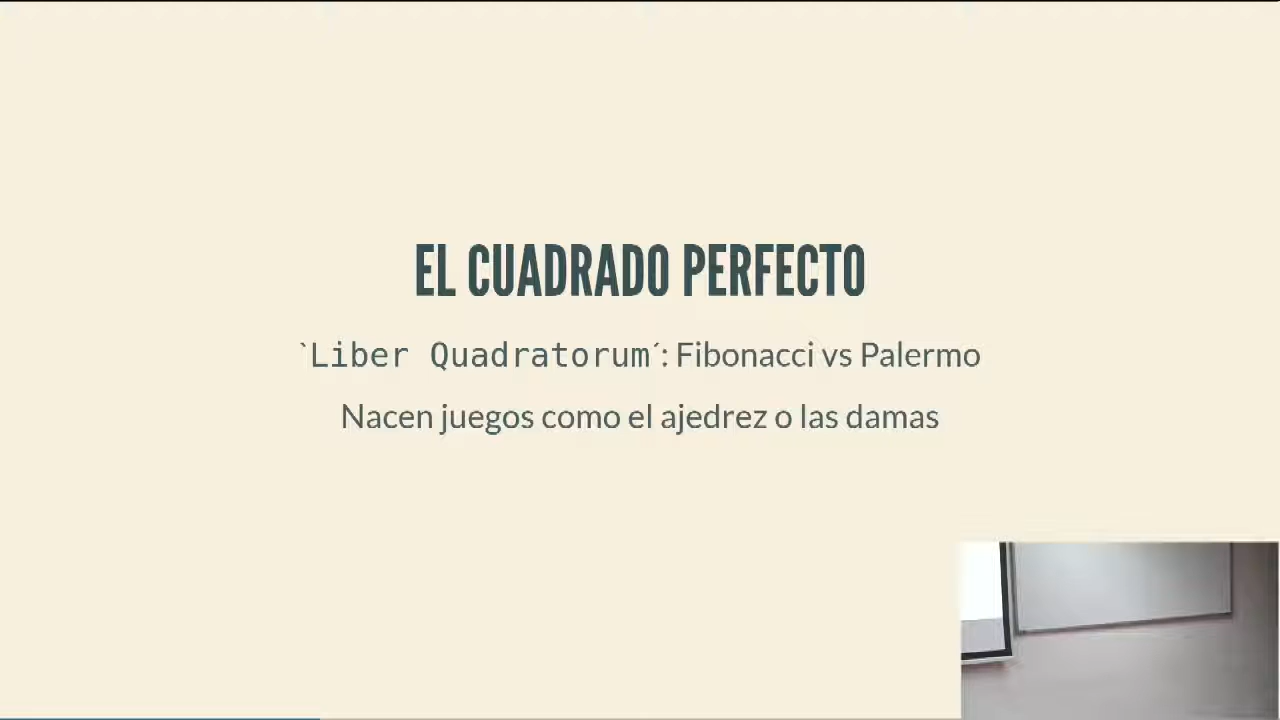 EL CUADRADO PERFECTO
`Liber Quadratorum´: Fibonacci vs Palermo
Nacen juegos como el ajedrez o las damas